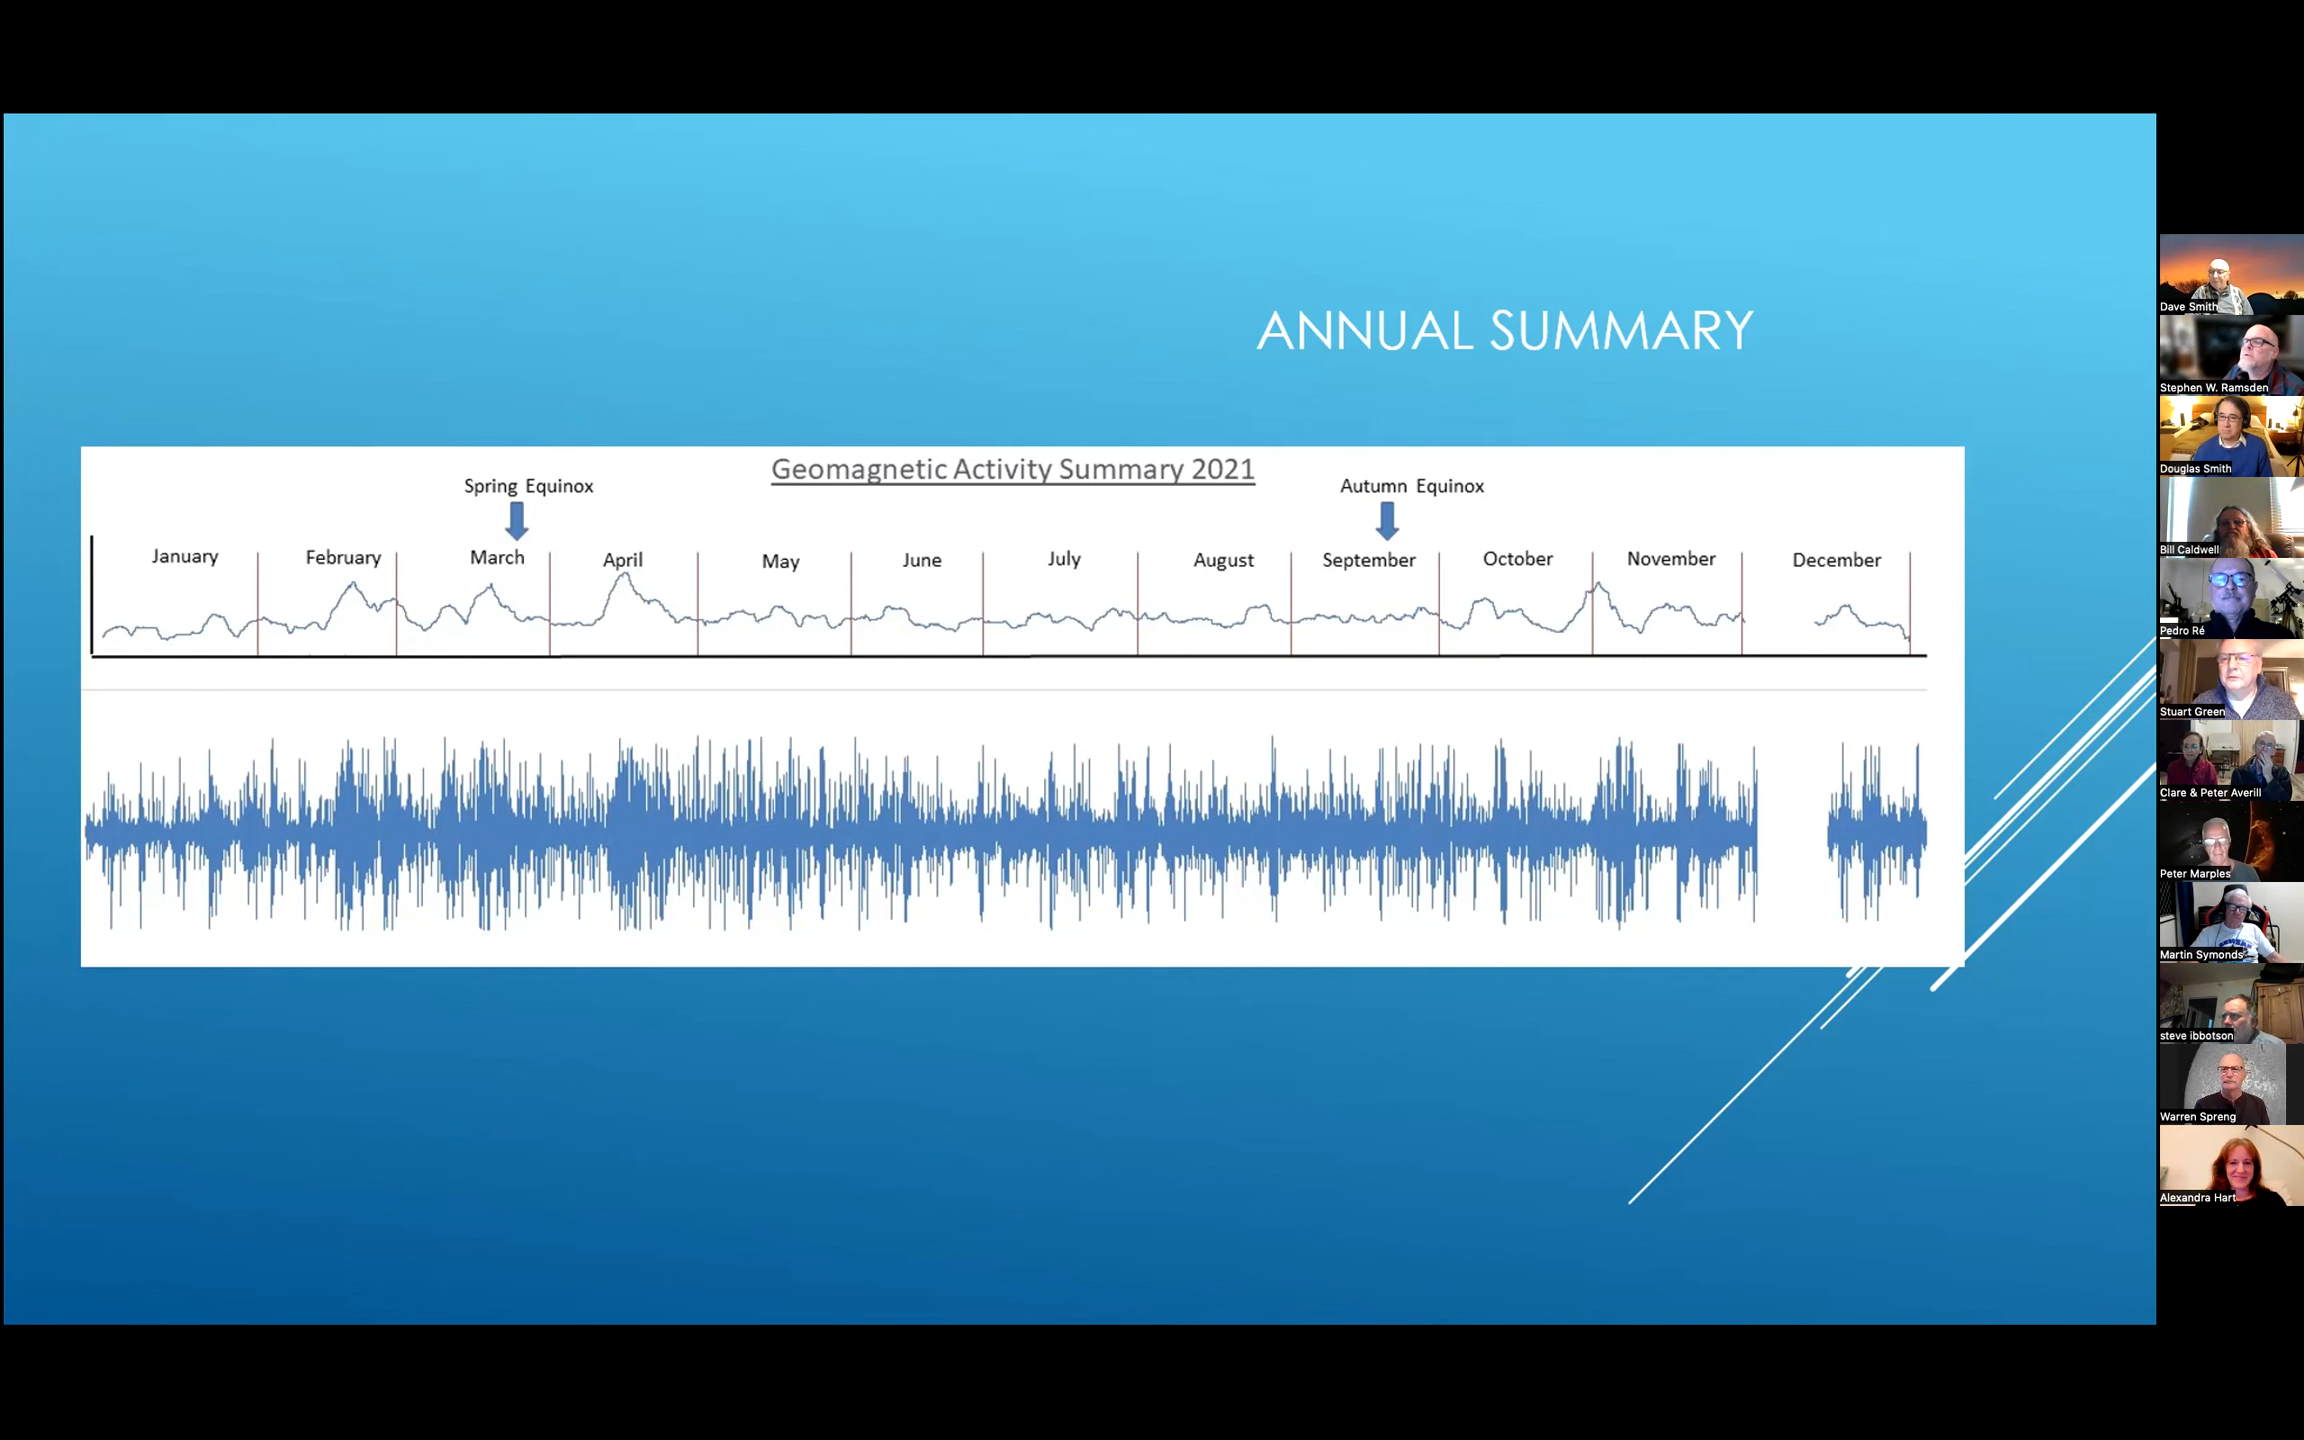 ANNUAL SUMMARY
Geomagnetic Activity Summary 2021
Spring Equinox
Autumn Equinox
January
February
March
April
May
June
July
August
September
October
November
December
Dave Smith
Stephen W. Ramsden
Douglas Smith
Bill Caldwell
Pedro Ré
Stuart Green
Clare & Peter Averill
Peter Marples
Martin Symonds
steve ibbotson
Warren Spreng
Alexandra Hart